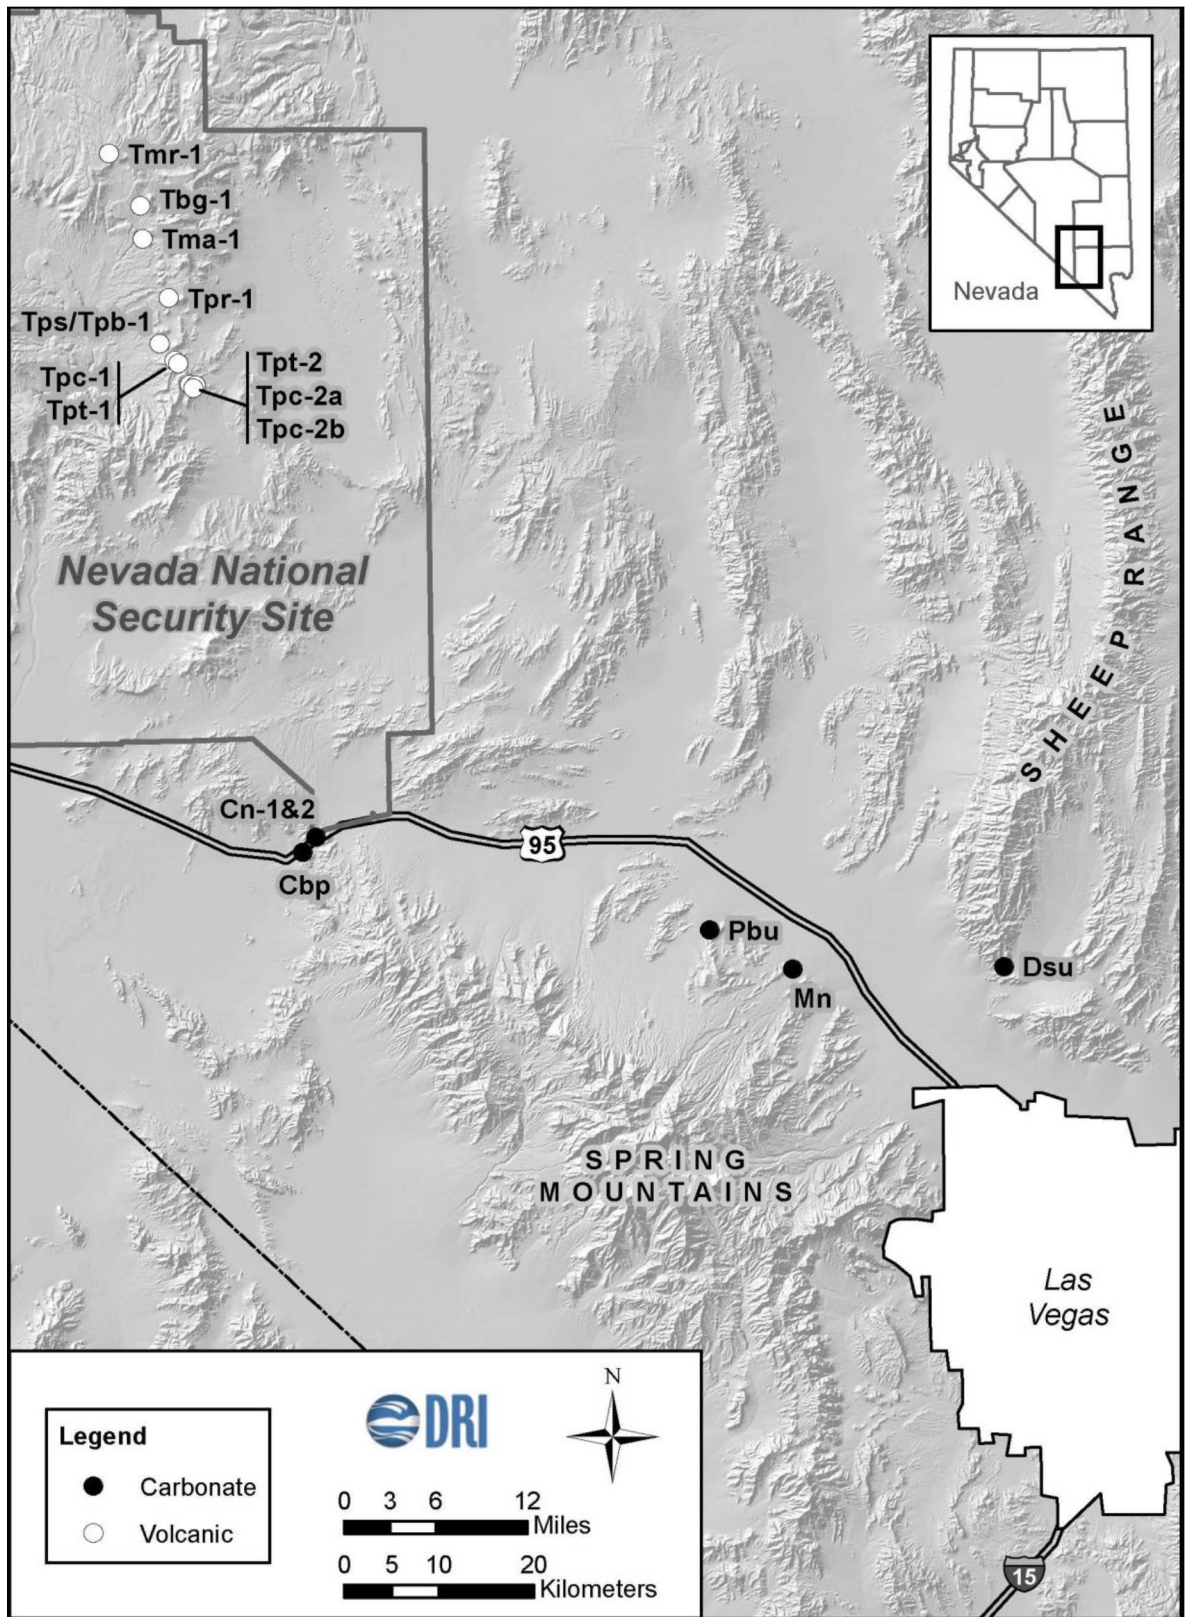 Tmr-1
Tbg-1
Tma-1
Tpr-1
Tps/Tpb-1
Tpc-1
Tpt-1
Tpt-2
Tpc-2a
Tpc-2b
Nevada
Nevada National
Security Site
SHEEP RANGE
Cn-1&2
Cbp
95
Pbu
Mn
Dsu
SPRING
MOUNTAINS
Las
Vegas
Legend
Carbonate
Volcanic
DRI
N
0 3 6 12
Miles
0 5 10 20
Kilometers
15